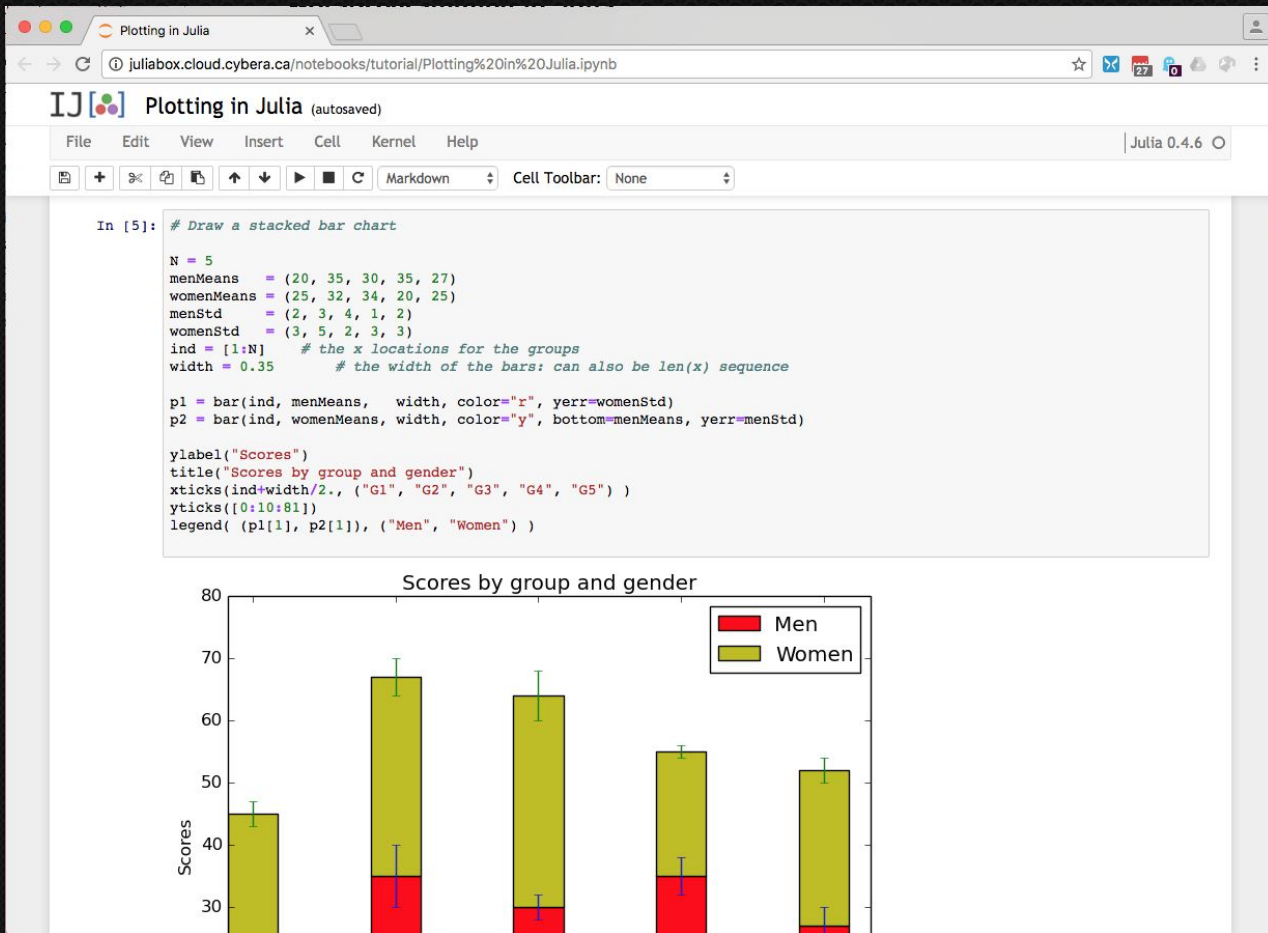 Plotting in Julia
juliabox.cloud.cybera.ca/notebooks/tutorial/Plotting%20in%20Julia.ipynb
27
0
IJ[ ] Plotting in Julia (autosaved)
File Edit View Insert Cell Kernel Help
Julia 0.4.6
Markdown Cell Toolbar: None
In [5]: # Draw a stacked bar chart
N = 5
menMeans   = (20, 35, 30, 35, 27)
womenMeans = (25, 32, 34, 20, 25)
menStd     = (2, 3, 4, 1, 2)
womenStd   = (3, 5, 2, 3, 3)
ind = [1:N]    # the x locations for the groups
width = 0.35       # the width of the bars: can also be len(x) sequence
p1 = bar(ind, menMeans,   width, color="r", yerr=womenStd)
p2 = bar(ind, womenMeans, width, color="y", bottom=menMeans, yerr=menStd)
ylabel("Scores")
title("Scores by group and gender")
xticks(ind+width/2., ("G1", "G2", "G3", "G4", "G5") )
yticks([0:10:81])
legend( (p1[1], p2[1]), ("Men", "Women") )
Scores by group and gender
80
Men
Women
70
60
50
40
Scores
30